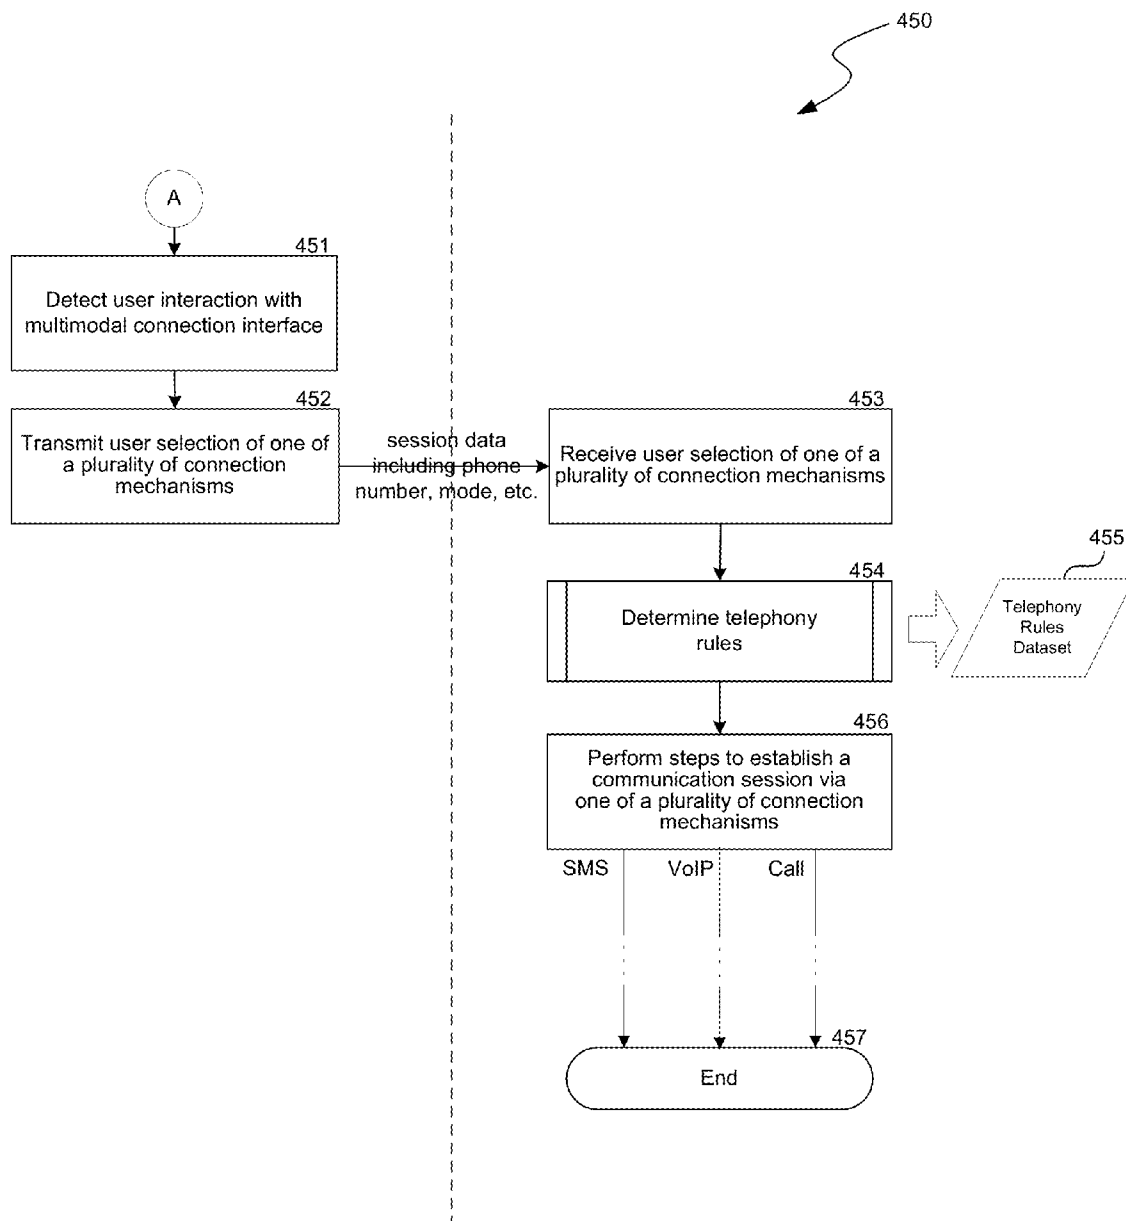 450
A
451
Detect user interaction with
multimodal connection interface
452
Transmit user selection of one of
a plurality of connection
mechanisms
session data
including phone
number, mode, etc.
453
Receive user selection of one of a
plurality of connection mechanisms
454
Determine telephony
rules
455
Telephony
Rules
Dataset
456
Perform steps to establish a
communication session via
one of a plurality of connection
mechanisms
SMS
VoIP
Call
457
End